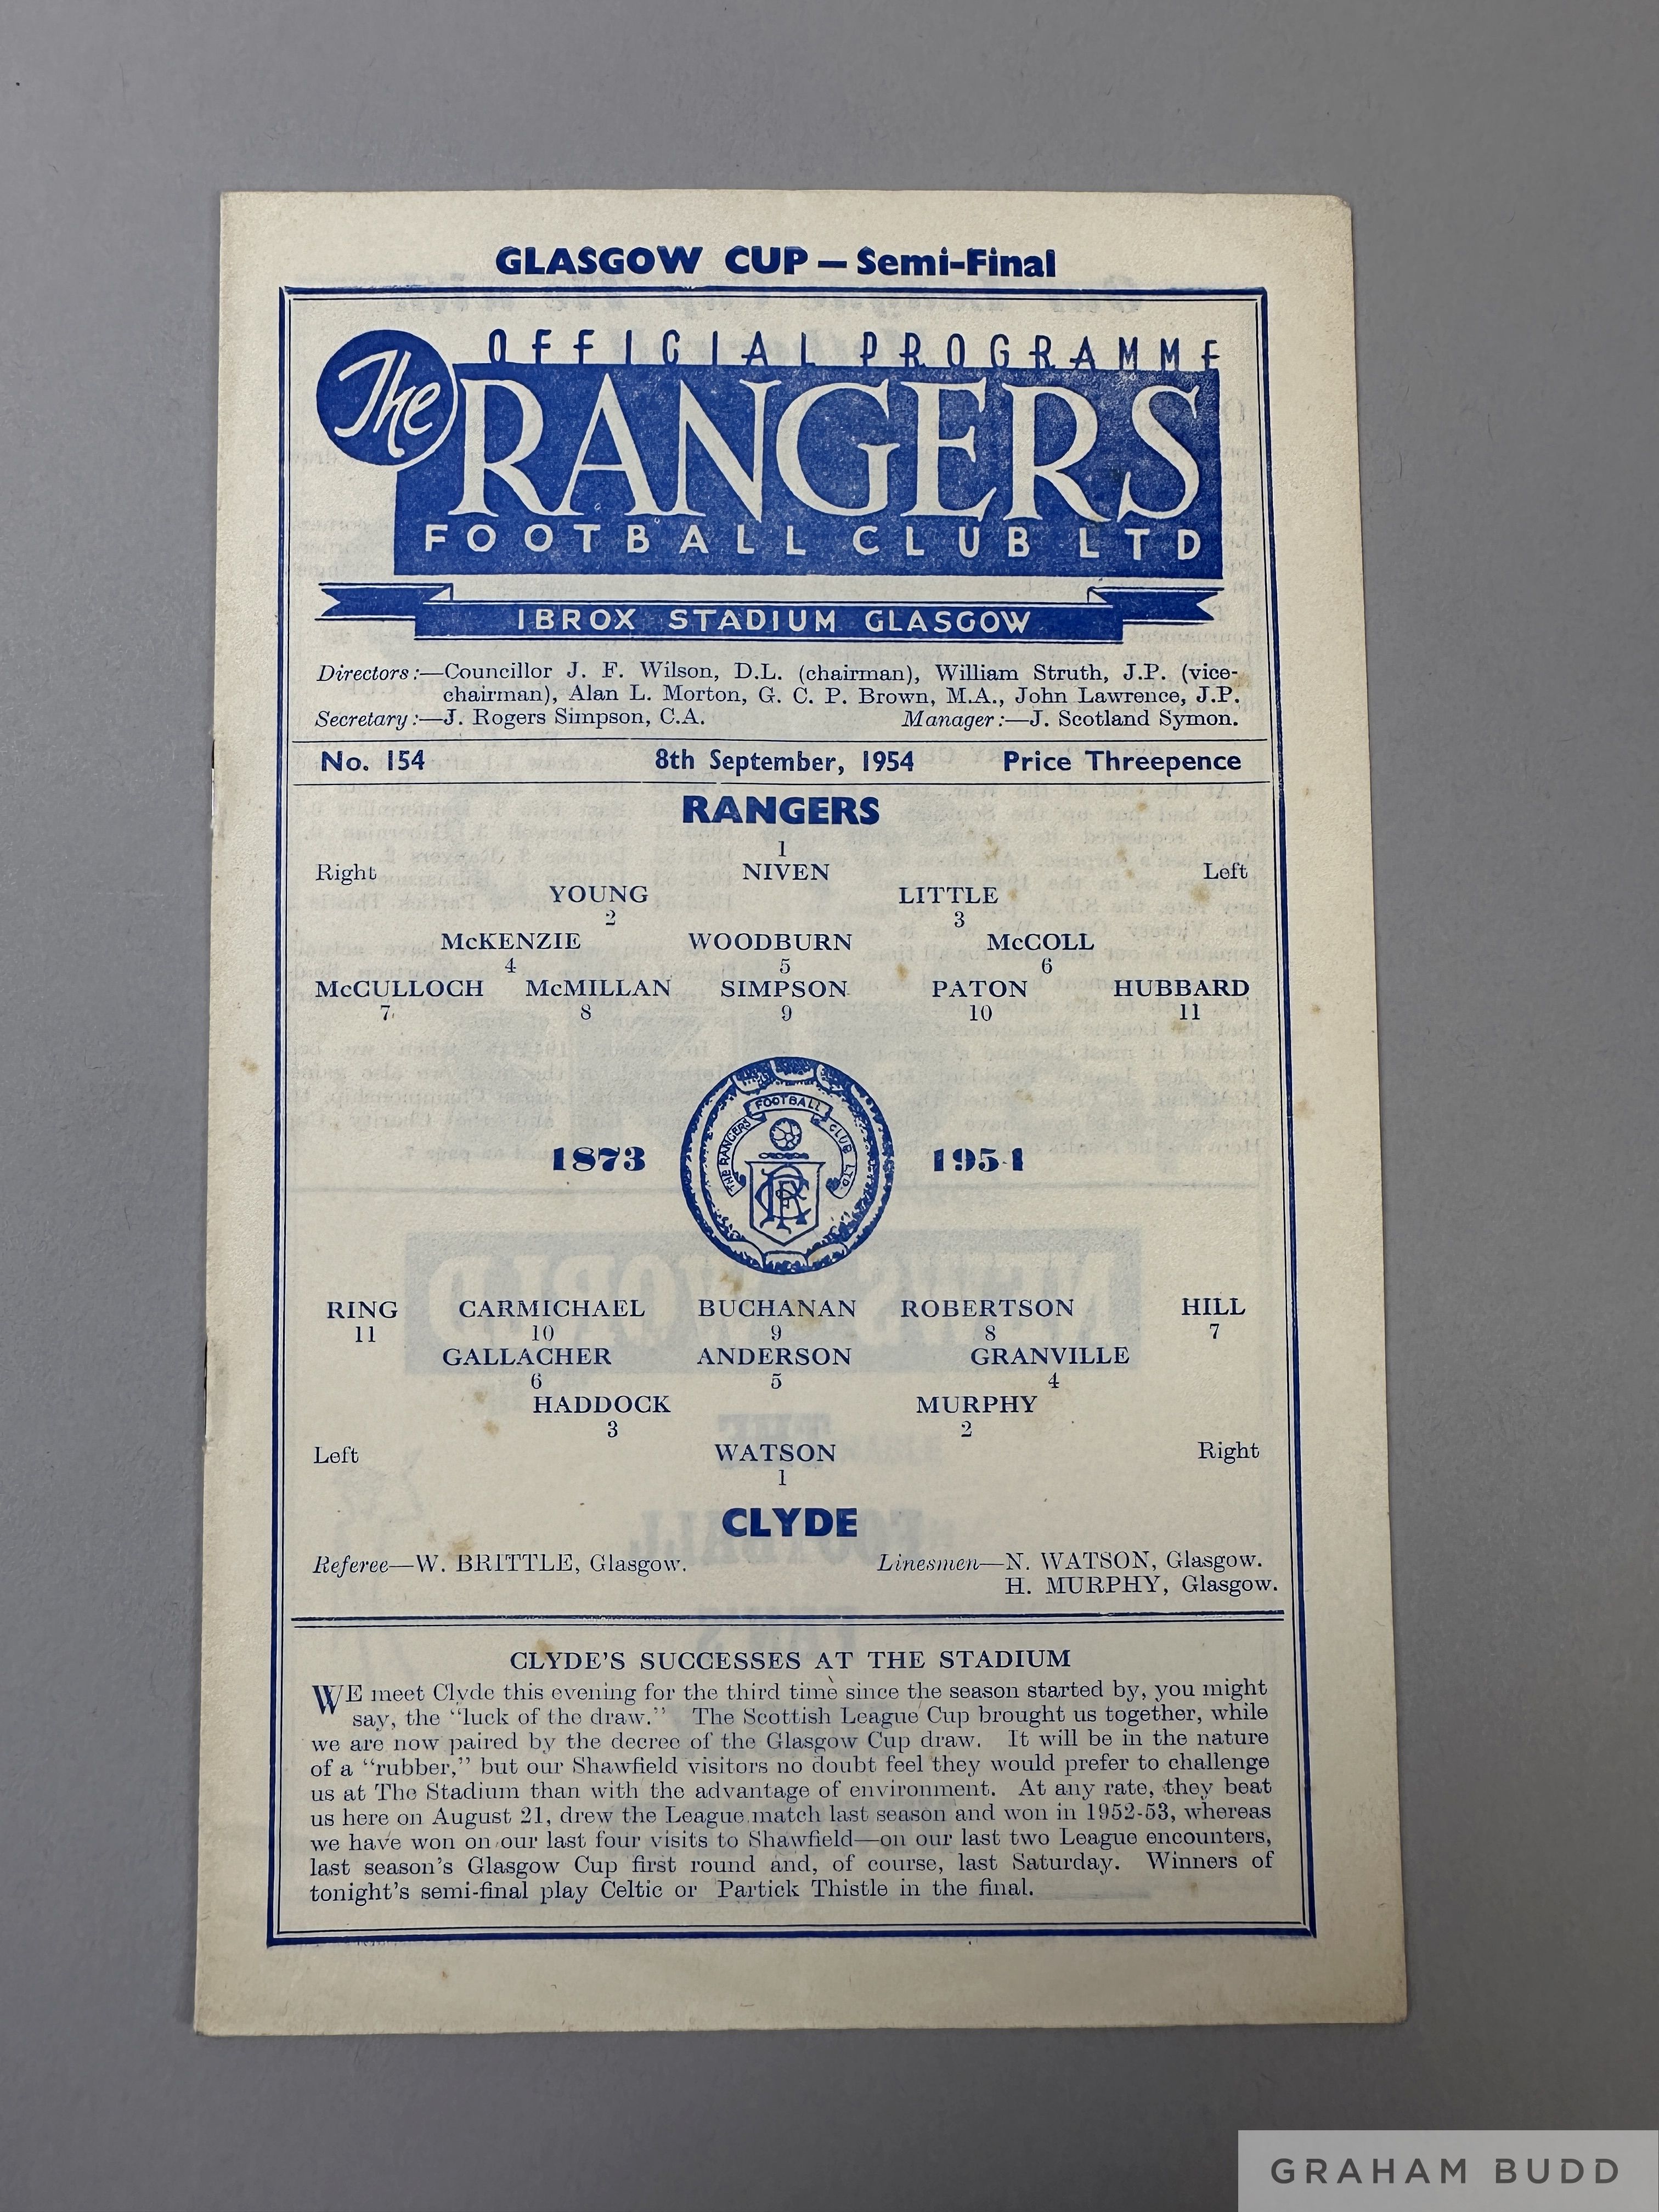 GLASGOW CUP — Semi-Final
OFFICIAL PROGRAMME
The RANGERS
FOOTBALL CLUB LTD
IBROX STADIUM GLASGOW
Directors:—Councillor J. F. Wilson, D.L. (chairman), William Struth, J.P. (vice-
chairman), Alan L. Morton, G. C. P. Brown, M.A., John Lawrence, J.P.
Secretary:—J. Rogers Simpson, C.A. Manager:—J. Scotland Symon.
No. 154 8th September, 1954 Price Threepence
RANGERS
1
Right NIVEN Left
YOUNG LITTLE
2 3
McKENZIE WOODBURN McCOLL
4 5 6
McCULLOCH McMILLAN SIMPSON PATON HUBBARD
7 8 9 10 11
FOOTBALL
THE RANGERS CLUB LTD.
1873 1954
RFC
RING CARMICHAEL BUCHANAN ROBERTSON HILL
11 10 9 8 7
GALLACHER ANDERSON GRANVILLE
6 5 4
HADDOCK MURPHY
3 2
Left WATSON Right
1
CLYDE
Referee—W. BRITTLE, Glasgow. Linesmen—N. WATSON, Glasgow.
H. MURPHY, Glasgow.
CLYDE'S SUCCESSES AT THE STADIUM
WE meet Clyde this evening for the third time since the season started by, you might
say, the "luck of the draw." The Scottish League Cup brought us together, while
we are now paired by the decree of the Glasgow Cup draw. It will be in the nature
of a "rubber," but our Shawfield visitors no doubt feel they would prefer to challenge
us at The Stadium than with the advantage of environment. At any rate, they beat
us here on August 21, drew the League match last season and won in 1952-53, whereas
we have won on our last four visits to Shawfield—on our last two League encounters,
last season's Glasgow Cup first round and, of course, last Saturday. Winners of
tonight's semi-final play Celtic or Partick Thistle in the final.
GRAHAM BUDD